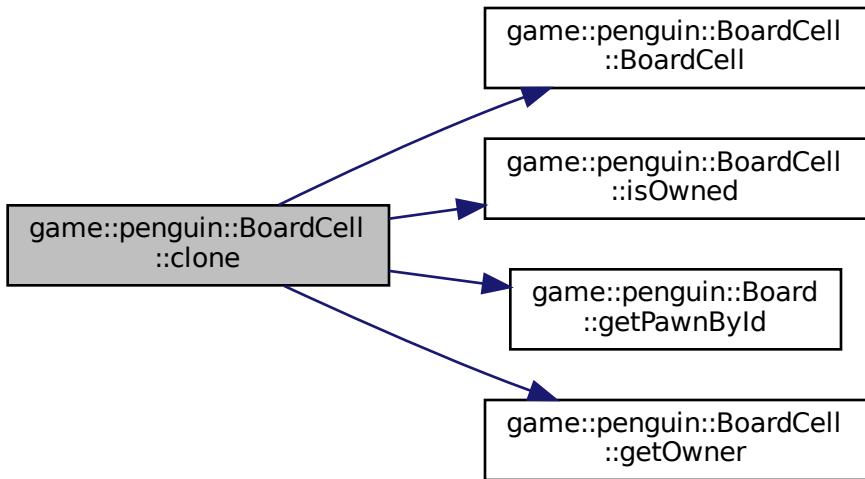 game::penguin::BoardCell
::clone
game::penguin::BoardCell
::BoardCell
game::penguin::BoardCell
::isOwned
game::penguin::Board
::getPawnById
game::penguin::BoardCell
::getOwner